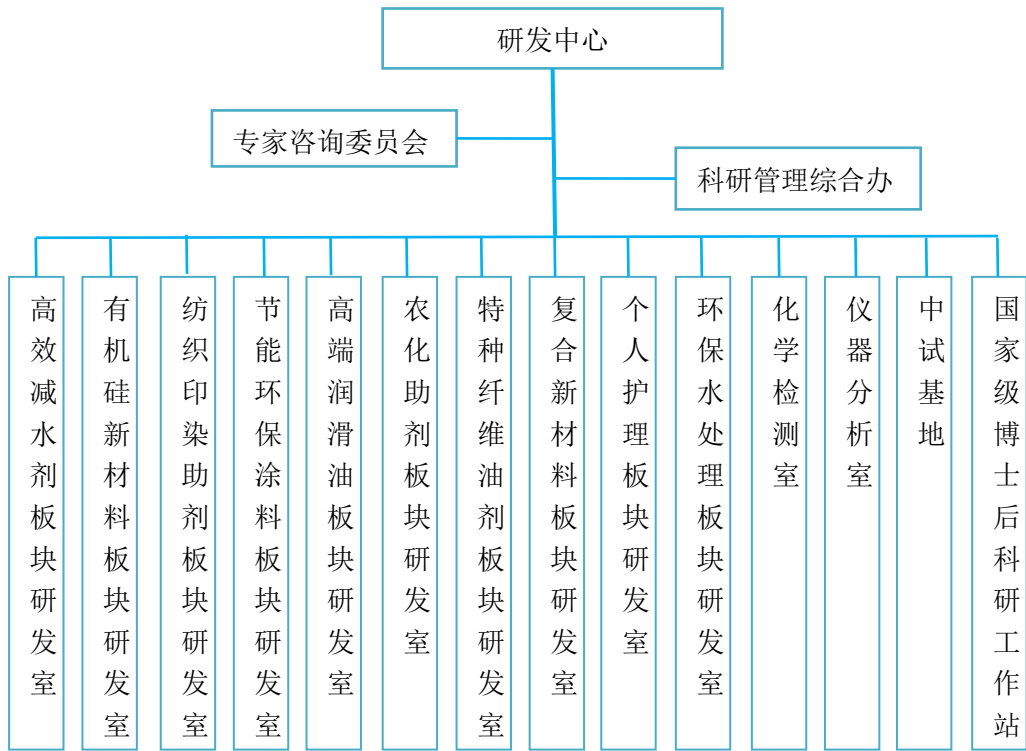 研发中心
专家咨询委员会
科研管理综合办
高效减水剂板块研发室
有机硅新材料板块研发室
纺织印染助剂板块研发室
节能环保涂料板块研发室
高端润滑油板块研发室
农化助剂板块研发室
特种纤维油剂板块研发室
复合新材料板块研发室
个人护理板块研发室
环保水处理板块研发室
化学检测室
仪器分析室
中试基地
国家级博士后科研工作站